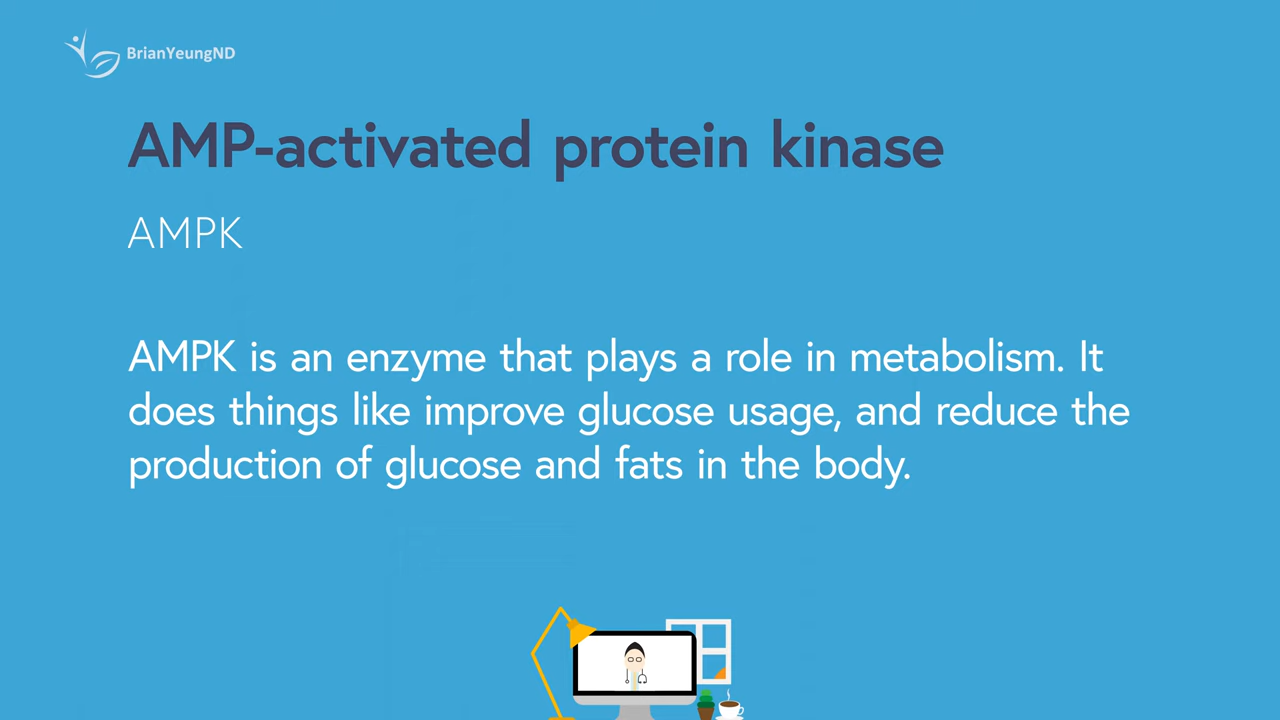 BrianYeungND
AMP-activated protein kinase
AMPK
AMPK is an enzyme that plays a role in metabolism. It
does things like improve glucose usage, and reduce the
production of glucose and fats in the body.